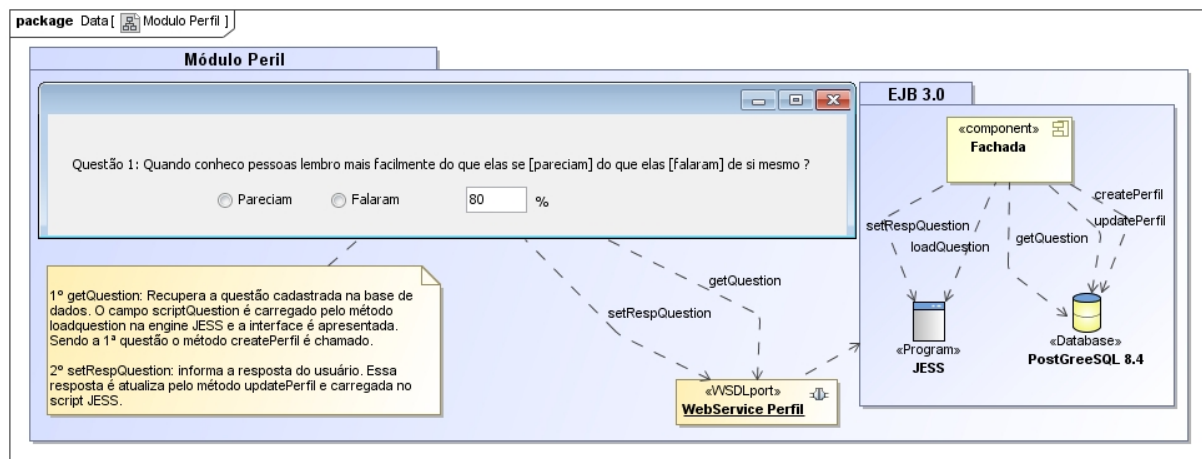 package Data [ Modulo Perfil ]
Módulo Peril
Questão 1: Quando conheco pessoas lembro mais facilmente do que elas se [pareciam] do que elas [falaram] de si mesmo ?
Pareciam
Falaram
80
%
1º getQuestion: Recupera a questão cadastrada na base de
dados. O campo scriptQuestion é carregado pelo método
loadquestion na engine JESS e a interface é apresentada.
Sendo a 1ª questão o método createPerfil é chamado.
2º setRespQuestion: informa a resposta do usuário. Essa
resposta é atualiza pelo método updatePerfil e carregada no
script JESS.
getQuestion
setRespQuestion
«WSDLport»
WebService Perfil
EJB 3.0
«component»
Fachada
createPerfil
updatePerfil
setRespQuestion
getQuestion
loadQuestion
«Program»
JESS
«Database»
PostGreeSQL 8.4